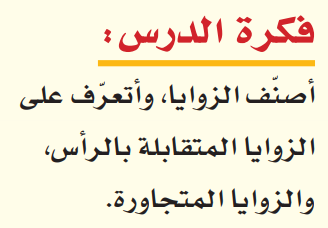 فكرة الدرس:
أصنّف الزوايا، وأتعرّف على
الزوايا المتقابلة بالرأس،
والزوايا المتجاورة.